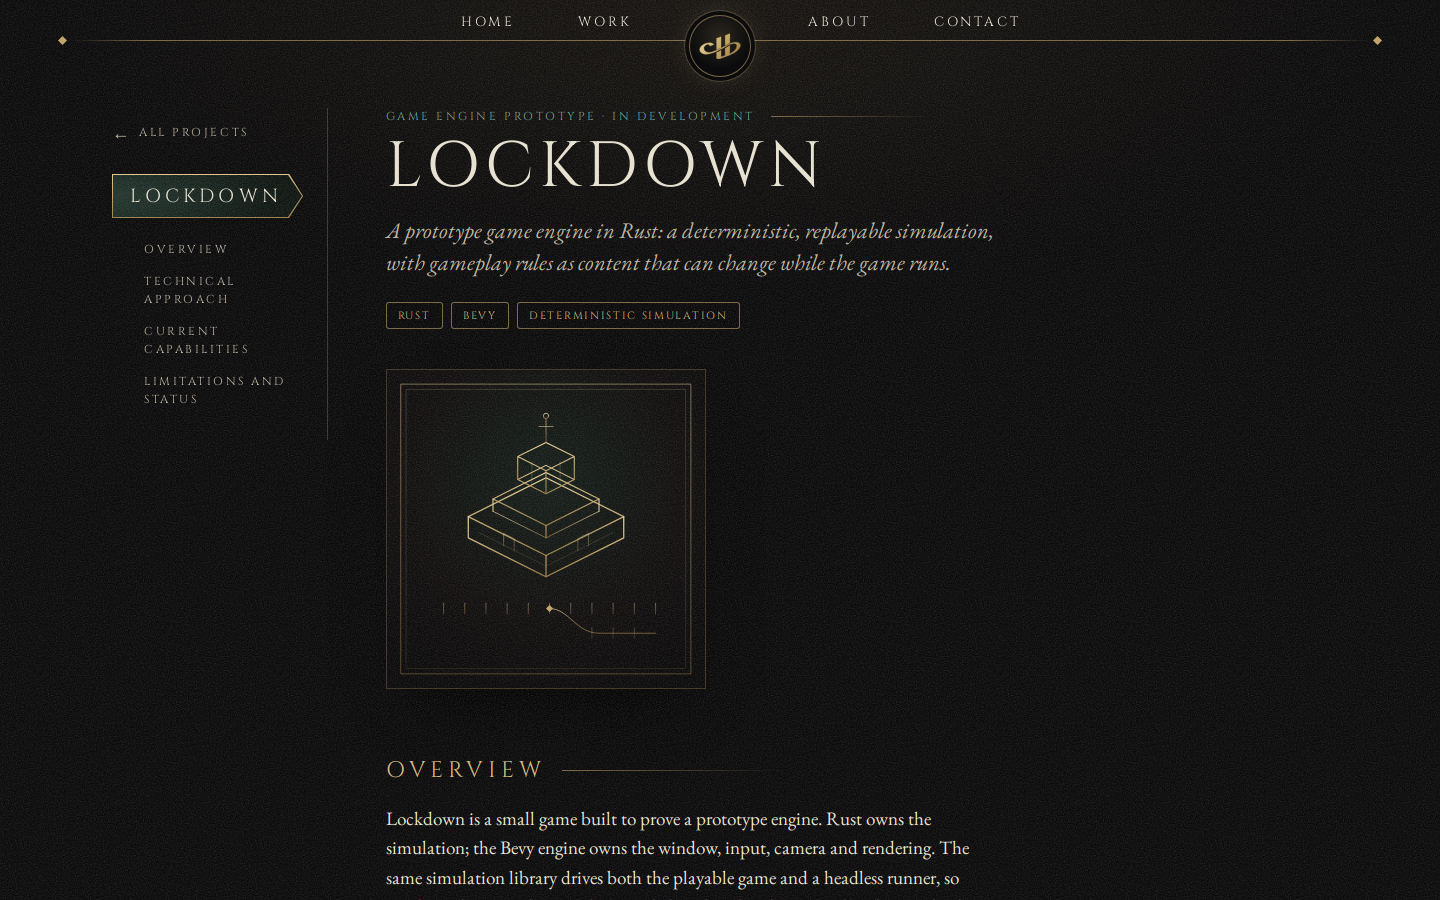 HOME
WORK
ABOUT
CONTACT
← ALL PROJECTS
LOCKDOWN
OVERVIEW
TECHNICAL
APPROACH
CURRENT
CAPABILITIES
LIMITATIONS AND
STATUS
GAME ENGINE PROTOTYPE · IN DEVELOPMENT
LOCKDOWN
A prototype game engine in Rust: a deterministic, replayable simulation,
with gameplay rules as content that can change while the game runs.
RUST
BEVY
DETERMINISTIC SIMULATION
OVERVIEW
Lockdown is a small game built to prove a prototype engine. Rust owns the
simulation; the Bevy engine owns the window, input, camera and rendering. The
same simulation library drives both the playable game and a headless runner, so